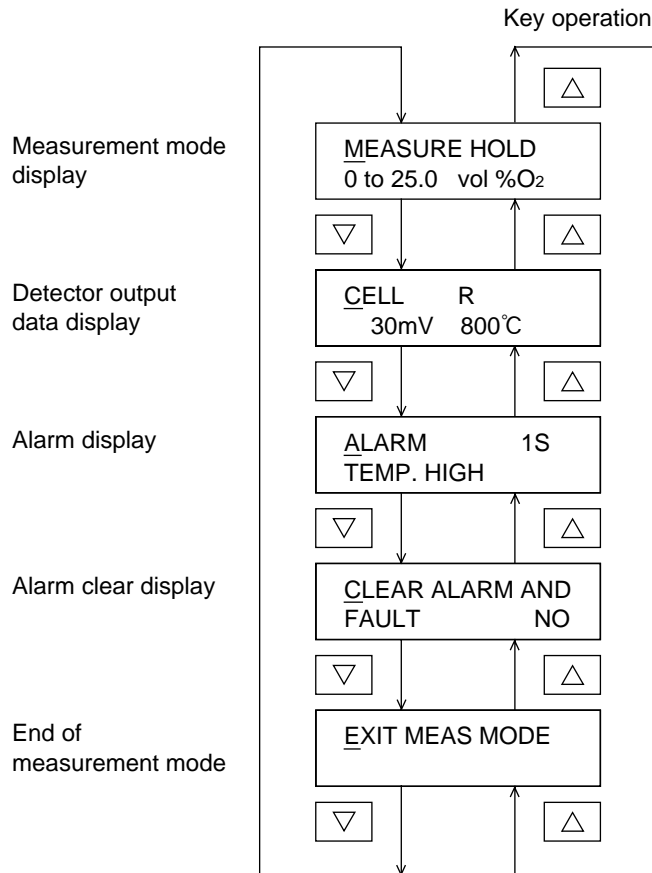 Key operation
△
Measurement mode
display
MEASURE HOLD
0 to 25.0 vol %O₂
▽ △
Detector output
data display
CELL R
30mV 800℃
▽ △
Alarm display
ALARM 1S
TEMP. HIGH
▽ △
Alarm clear display
CLEAR ALARM AND
FAULT NO
▽ △
End of
measurement mode
EXIT MEAS MODE
▽ △